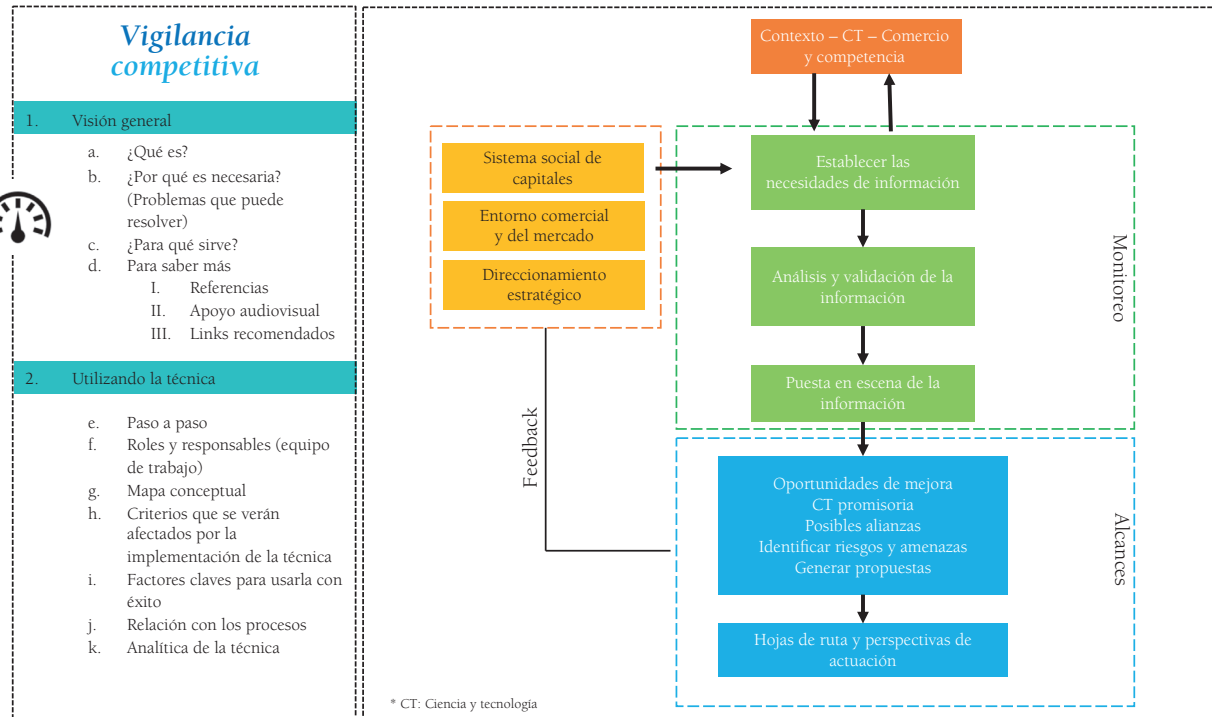 Vigilancia
competitiva
1. Visión general
a. ¿Qué es?
b. ¿Por qué es necesaria?
(Problemas que puede
resolver)
c. ¿Para qué sirve?
d. Para saber más
I. Referencias
II. Apoyo audiovisual
III. Links recomendados
2. Utilizando la técnica
e. Paso a paso
f. Roles y responsables (equipo
de trabajo)
g. Mapa conceptual
h. Criterios que se verán
afectados por la
implementación de la técnica
i. Factores claves para usarla con
éxito
j. Relación con los procesos
k. Analítica de la técnica
Contexto – CT – Comercio
y competencia
Sistema social de
capitales
Entorno comercial
y del mercado
Direccionamiento
estratégico
Establecer las
necesidades de información
Análisis y validación de la
información
Puesta en escena de la
información
Monitoreo
Feedback
Oportunidades de mejora
CT promisoria
Posibles alianzas
Identificar riesgos y amenazas
Generar propuestas
Hojas de ruta y perspectivas de
actuación
Alcances
* CT: Ciencia y tecnología